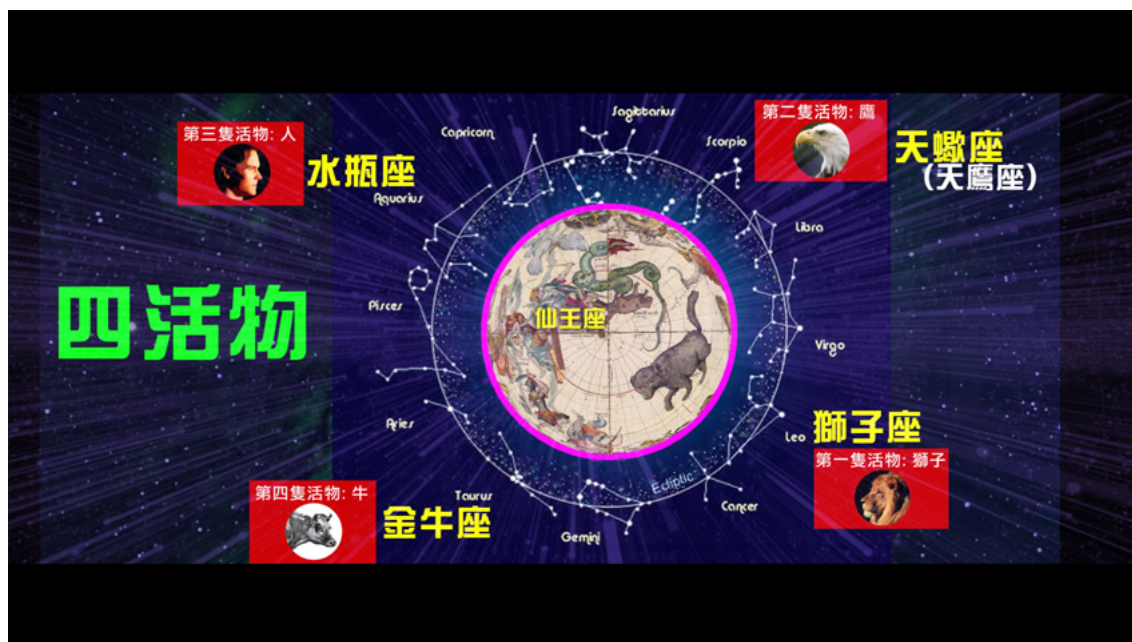 Sagittarius
第二隻活物: 鷹
第三隻活物: 人
Capricorn
Scorpio
天蠍座
(天鷹座)
水瓶座
Aquarius
Libra
四活物
Pisces
仙王座
Virgo
Aries
Leo
獅子座
第一隻活物: 獅子
Ecliptic
第四隻活物: 牛
Taurus
金牛座
Cancer
Gemini